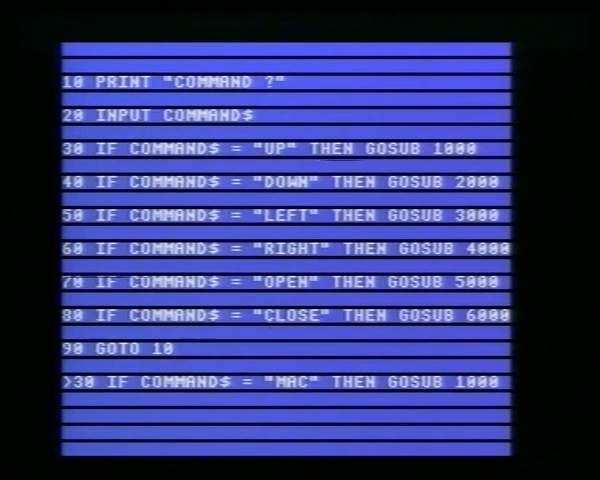 10 PRINT "COMMAND ?"
20 INPUT COMMAND$
30 IF COMMAND$ = "UP" THEN GOSUB 1000
40 IF COMMAND$ = "DOWN" THEN GOSUB 2000
50 IF COMMAND$ = "LEFT" THEN GOSUB 3000
60 IF COMMAND$ = "RIGHT" THEN GOSUB 4000
70 IF COMMAND$ = "OPEN" THEN GOSUB 5000
80 IF COMMAND$ = "CLOSE" THEN GOSUB 6000
90 GOTO 10
>30 IF COMMAND$ = "MAC" THEN GOSUB 1000